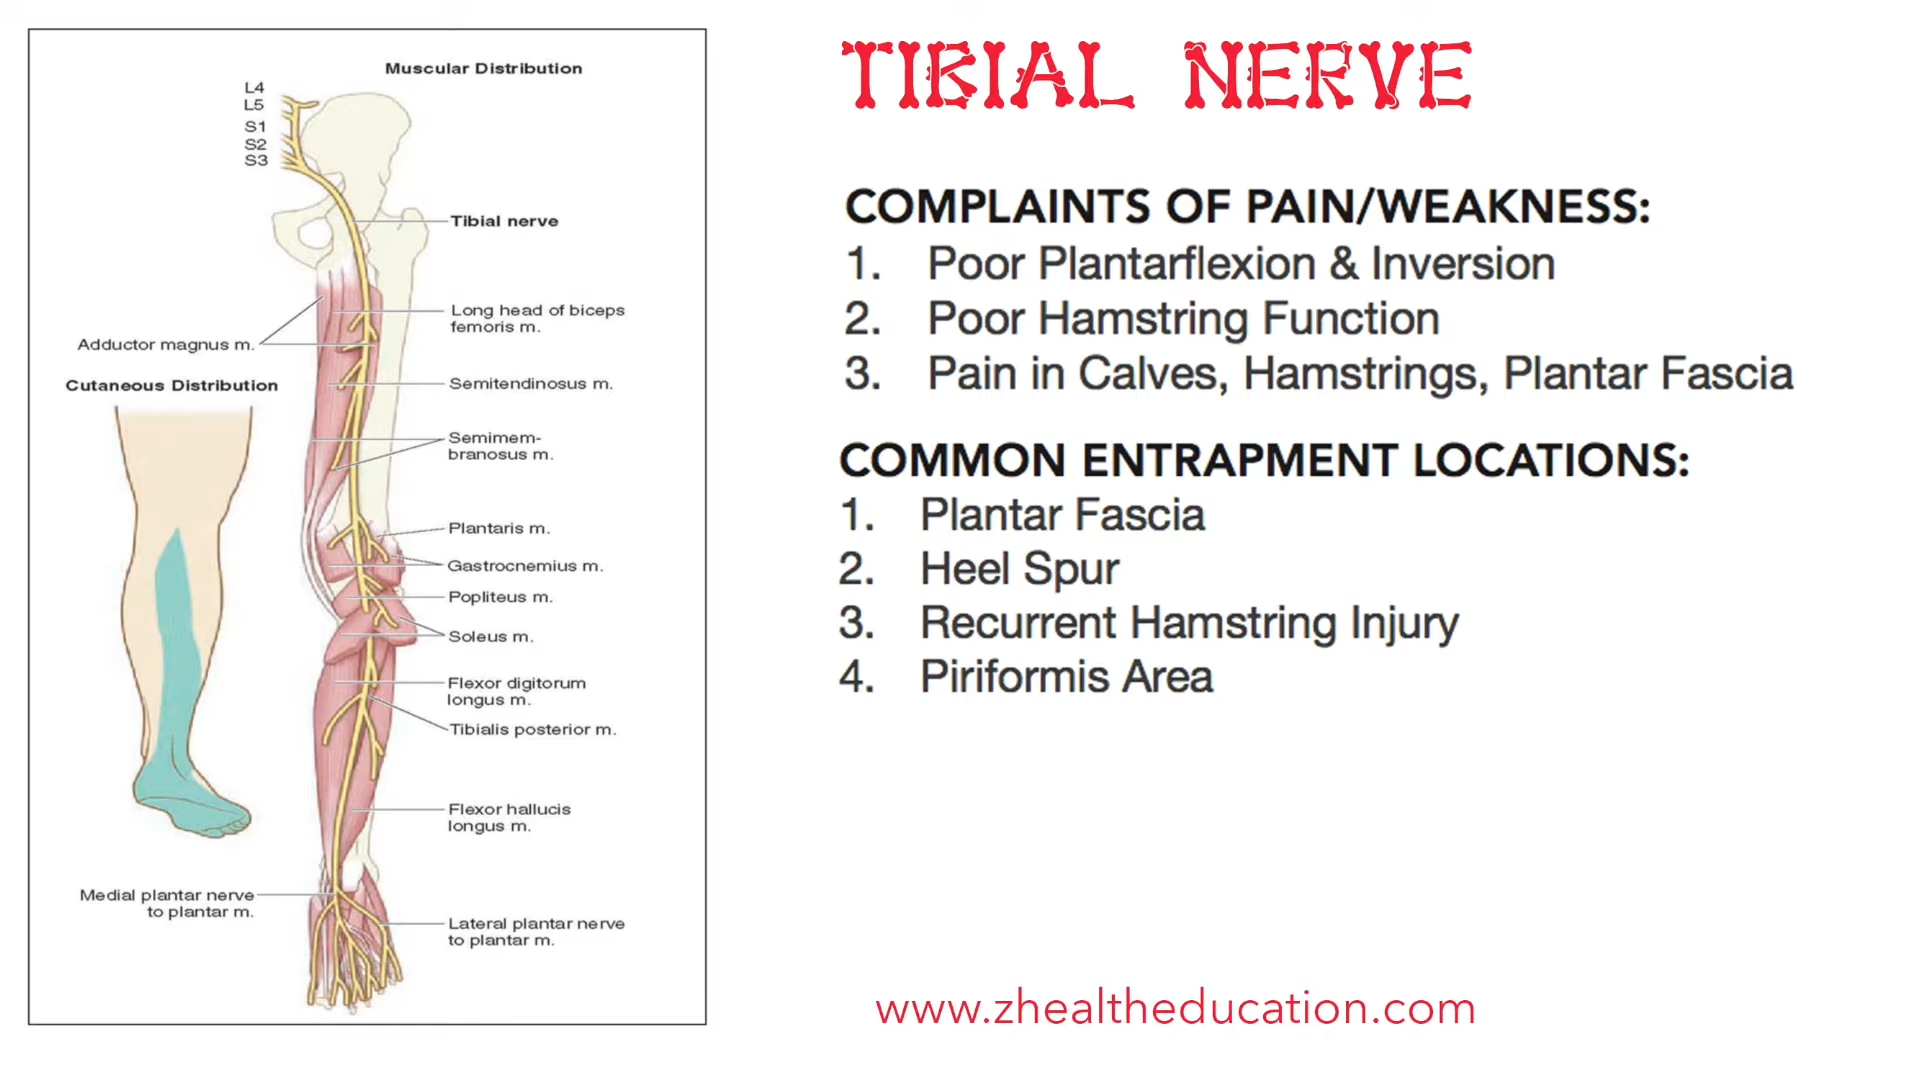 Muscular Distribution
L4
L5
S1
S2
S3
Tibial nerve
Long head of biceps
femoris m.
Adductor magnus m.
Cutaneous Distribution
Semitendinosus m.
Semimem-
branosus m.
Plantaris m.
Gastrocnemius m.
Popliteus m.
Soleus m.
Flexor digitorum
longus m.
Tibialis posterior m.
Flexor hallucis
longus m.
Medial plantar nerve
to plantar m.
Lateral plantar nerve
to plantar m.
TIBIAL NERVE
COMPLAINTS OF PAIN/WEAKNESS:
1. Poor Plantarflexion & Inversion
2. Poor Hamstring Function
3. Pain in Calves, Hamstrings, Plantar Fascia
COMMON ENTRAPMENT LOCATIONS:
1. Plantar Fascia
2. Heel Spur
3. Recurrent Hamstring Injury
4. Piriformis Area
www.zhealtheducation.com